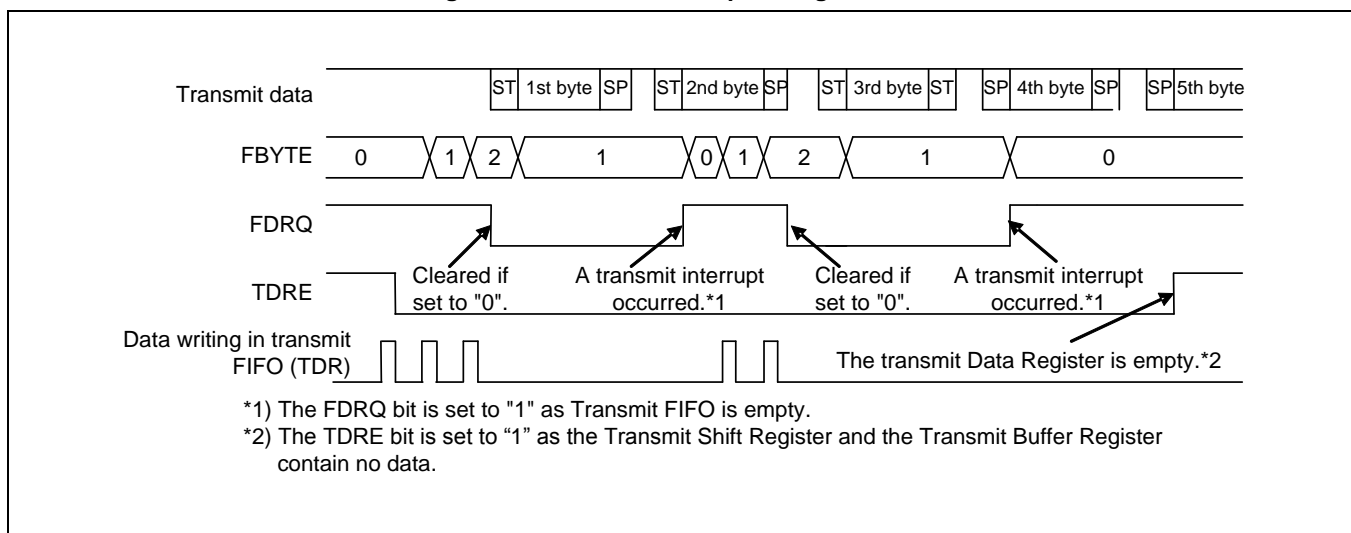 Transmit data
ST 1st byte SP ST 2nd byte SP ST 3rd byte ST SP 4th byte SP SP 5th byte
FBYTE 0 1 2 1 0 1 2 1 0
FDRQ
Cleared if
set to "0".
A transmit interrupt
occurred.*1
Cleared if
set to "0".
A transmit interrupt
occurred.*1
TDRE
Data writing in transmit
FIFO (TDR)
The transmit Data Register is empty.*2
*1) The FDRQ bit is set to "1" as Transmit FIFO is empty.
*2) The TDRE bit is set to “1” as the Transmit Shift Register and the Transmit Buffer Register
contain no data.